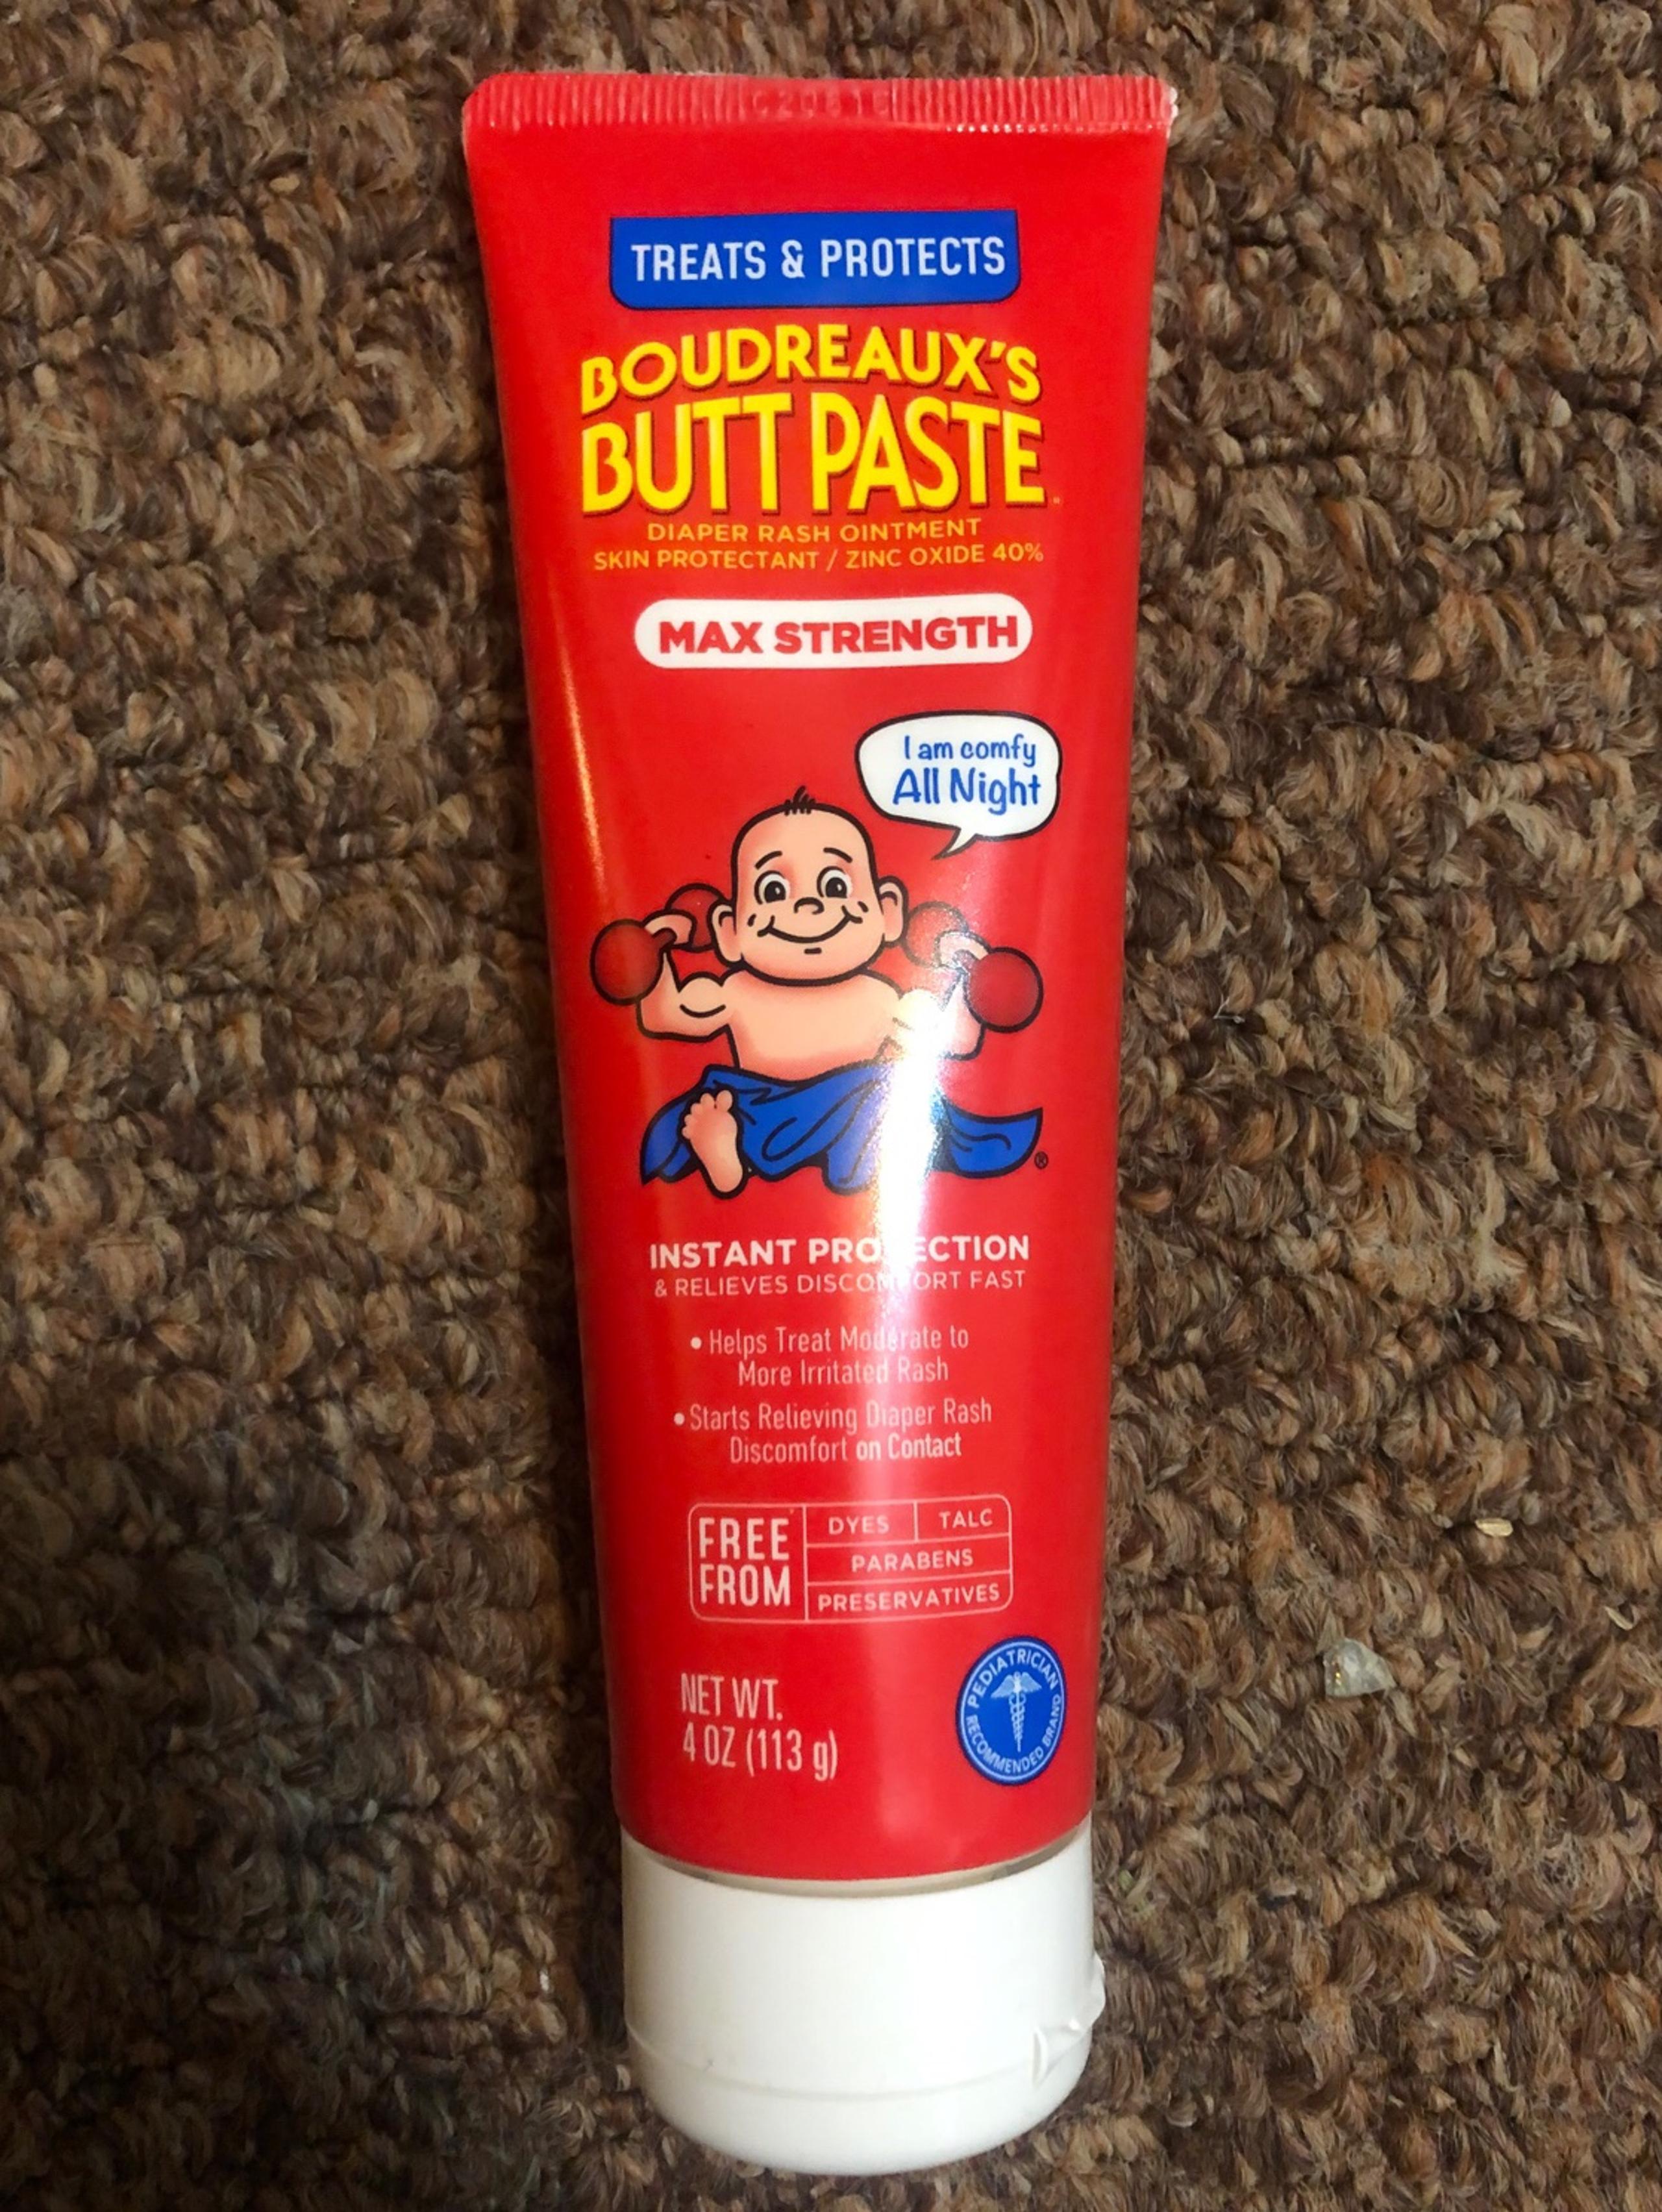 TREATS & PROTECTS
BOUDREAUX'S
BUTT PASTE
DIAPER RASH OINTMENT
SKIN PROTECTANT / ZINC OXIDE 40%
MAX STRENGTH
I am comfy
All Night
®
INSTANT PROTECTION
& RELIEVES DISCOMFORT FAST
• Helps Treat Moderate to
More Irritated Rash
• Starts Relieving Diaper Rash
Discomfort on Contact
FREE
FROM
DYES
TALC
PARABENS
PRESERVATIVES
NET WT.
4 OZ (113 g)
PEDIATRICIAN
RECOMMENDED BRAND